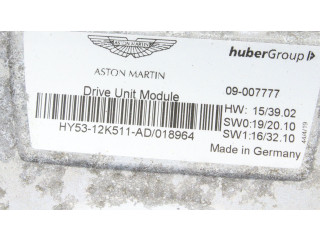 ASTON MARTIN
huberGroup
ASTON MARTIN
Drive Unit Module
09-007777
HW: 15/39.02
SW0:19/20.10
HY53-12K511-AD/018964
SW1:16/32.10
Made in Germany